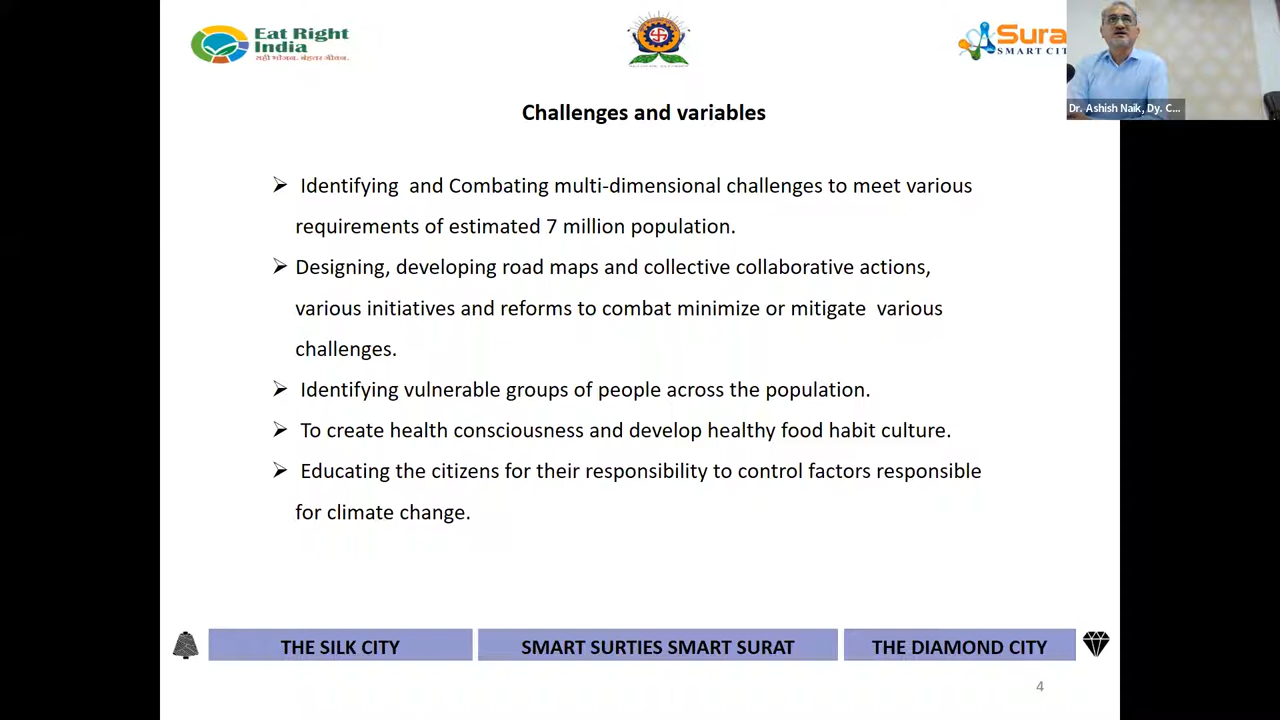 Eat Right
India
सही भोजन. बेहतर जीवन.
Sura
SMART CIT
Dr. Ashish Naik, Dy. C...
Challenges and variables
➢ Identifying and Combating multi-dimensional challenges to meet various
requirements of estimated 7 million population.
➢ Designing, developing road maps and collective collaborative actions,
various initiatives and reforms to combat minimize or mitigate various
challenges.
➢ Identifying vulnerable groups of people across the population.
➢ To create health consciousness and develop healthy food habit culture.
➢ Educating the citizens for their responsibility to control factors responsible
for climate change.
THE SILK CITY
SMART SURTIES SMART SURAT
THE DIAMOND CITY
4